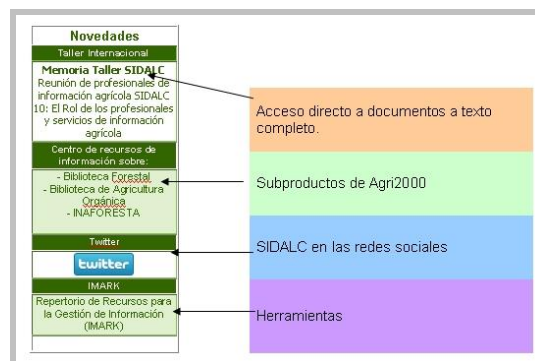 Novedades
Taller Internacional
Memoria Taller SIDALC
Reunión de profesionales de
información agrícola SIDALC
10: El Rol de los profesionales
y servicios de información
agrícola
Centro de recursos de
información sobre:
- Biblioteca Forestal
- Biblioteca de Agricultura
Orgánica
- INAFORESTA
Twitter
twitter
IMARK
Repertorio de Recursos para
la Gestión de Información
(IMARK)
Acceso directo a documentos a texto
completo.
Subproductos de Agri2000
SIDALC en las redes sociales
Herramientas